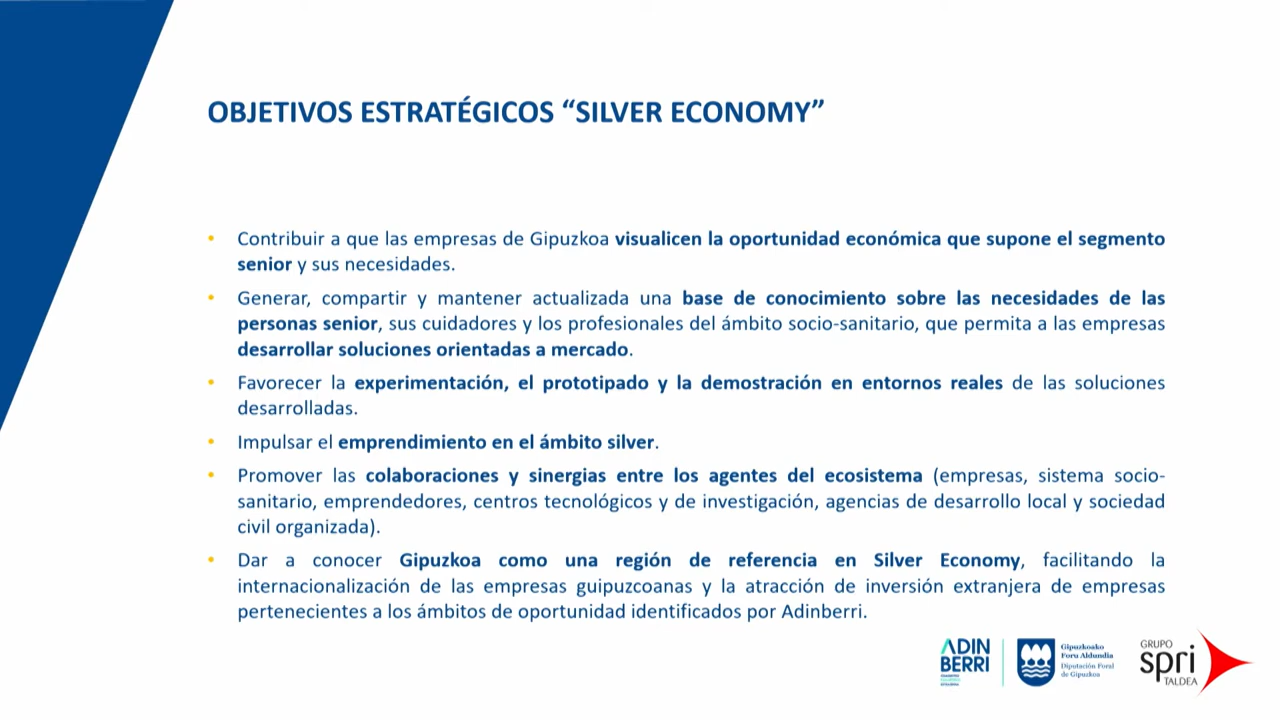 OBJETIVOS ESTRATÉGICOS “SILVER ECONOMY”
• Contribuir a que las empresas de Gipuzkoa visualicen la oportunidad económica que supone el segmento
senior y sus necesidades.
• Generar, compartir y mantener actualizada una base de conocimiento sobre las necesidades de las
personas senior, sus cuidadores y los profesionales del ámbito socio-sanitario, que permita a las empresas
desarrollar soluciones orientadas a mercado.
• Favorecer la experimentación, el prototipado y la demostración en entornos reales de las soluciones
desarrolladas.
• Impulsar el emprendimiento en el ámbito silver.
• Promover las colaboraciones y sinergias entre los agentes del ecosistema (empresas, sistema socio-
sanitario, emprendedores, centros tecnológicos y de investigación, agencias de desarrollo local y sociedad
civil organizada).
• Dar a conocer Gipuzkoa como una región de referencia en Silver Economy, facilitando la
internacionalización de las empresas guipuzcoanas y la atracción de inversión extranjera de empresas
pertenecientes a los ámbitos de oportunidad identificados por Adinberri.
ADIN
BERRI
Gipuzkoako
Foru Aldundia
Diputación Foral
de Gipuzkoa
GRUPO
spri
TALDEA